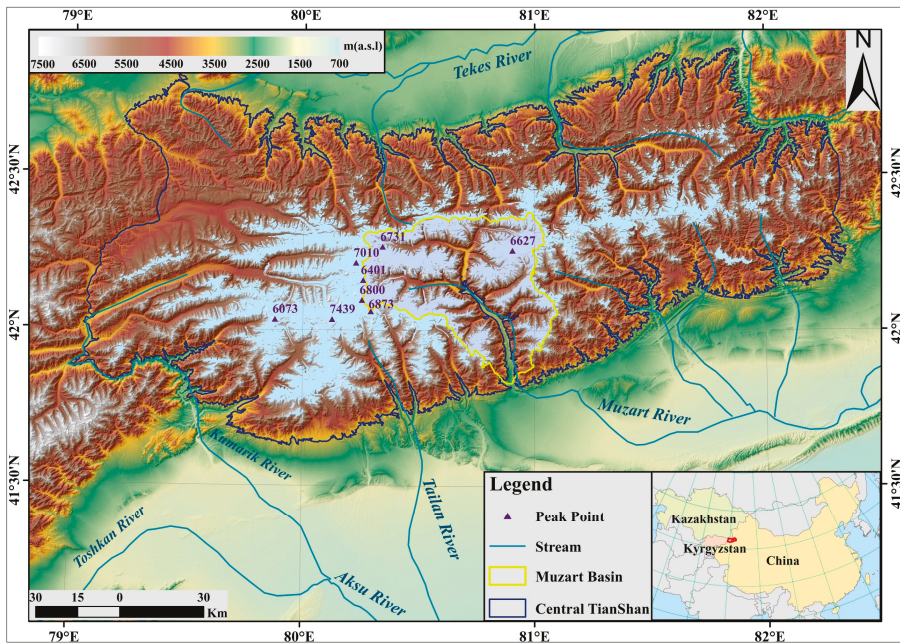 79°E 80°E 81°E 82°E
m(a.s.l)
7500 6500 5500 4500 3500 2500 1500 700
N
Tekes River
42°30'N 42°30'N
6731
6627
7010
6401
6800
6073 7439 6873
42°N 42°N
Muzart River
Kumarik River
41°30'N 41°30'N
Tailan River
Toshkan River
Aksu River
Legend
Peak Point
Stream
Muzart Basin
Central TianShan
Kazakhstan
Kyrgyzstan
China
30 15 0 30
Km
79°E 80°E 81°E 82°E